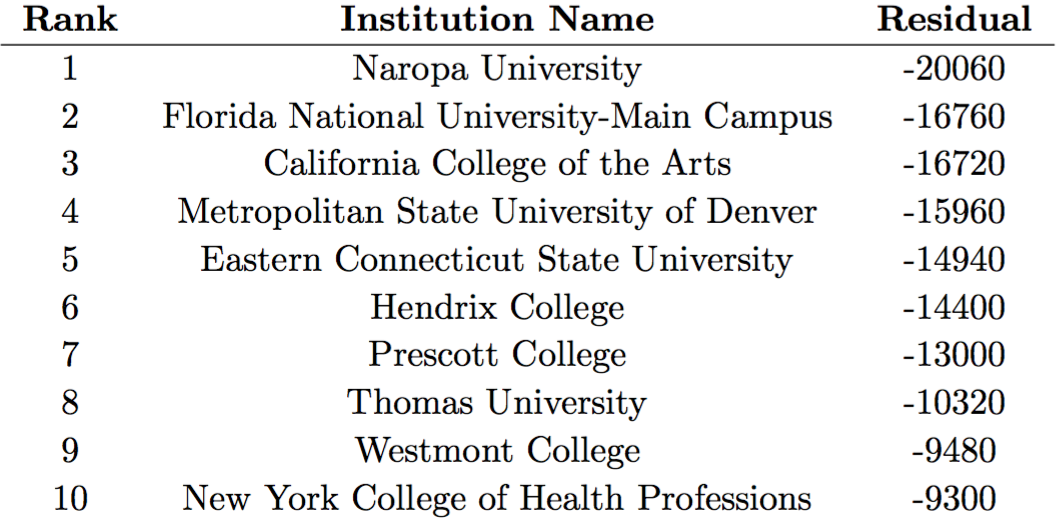 Rank Institution Name Residual
1 Naropa University -20060
2 Florida National University-Main Campus -16760
3 California College of the Arts -16720
4 Metropolitan State University of Denver -15960
5 Eastern Connecticut State University -14940
6 Hendrix College -14400
7 Prescott College -13000
8 Thomas University -10320
9 Westmont College -9480
10 New York College of Health Professions -9300